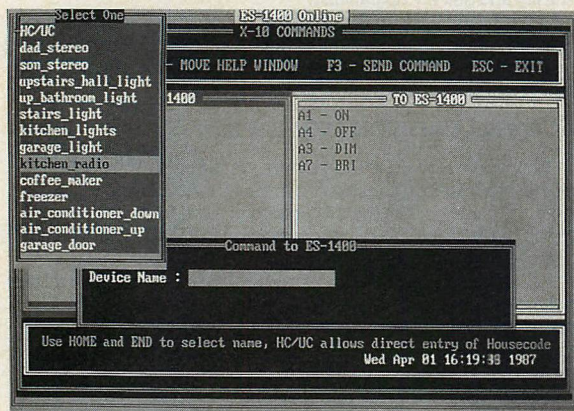 Select One
HC/UC
dad_stereo
son_stereo
upstairs_hall_light
up_bathroom_light
stairs_light
kitchen_lights
garage_light
kitchen_radio
coffee_maker
freezer
air_conditioner_down
air_conditioner_up
garage_door
ES-1400 Online
X-10 COMMANDS
- MOVE HELP WINDOW F3 - SEND COMMAND ESC - EXIT
1400
TO ES-1400
A1 - ON
A4 - OFF
A3 - DIM
A7 - BRI
Command to ES-1400
Device Name :
Use HOME and END to select name, HC/UC allows direct entry of Housecode
Wed Apr 01 16:19:38 1987